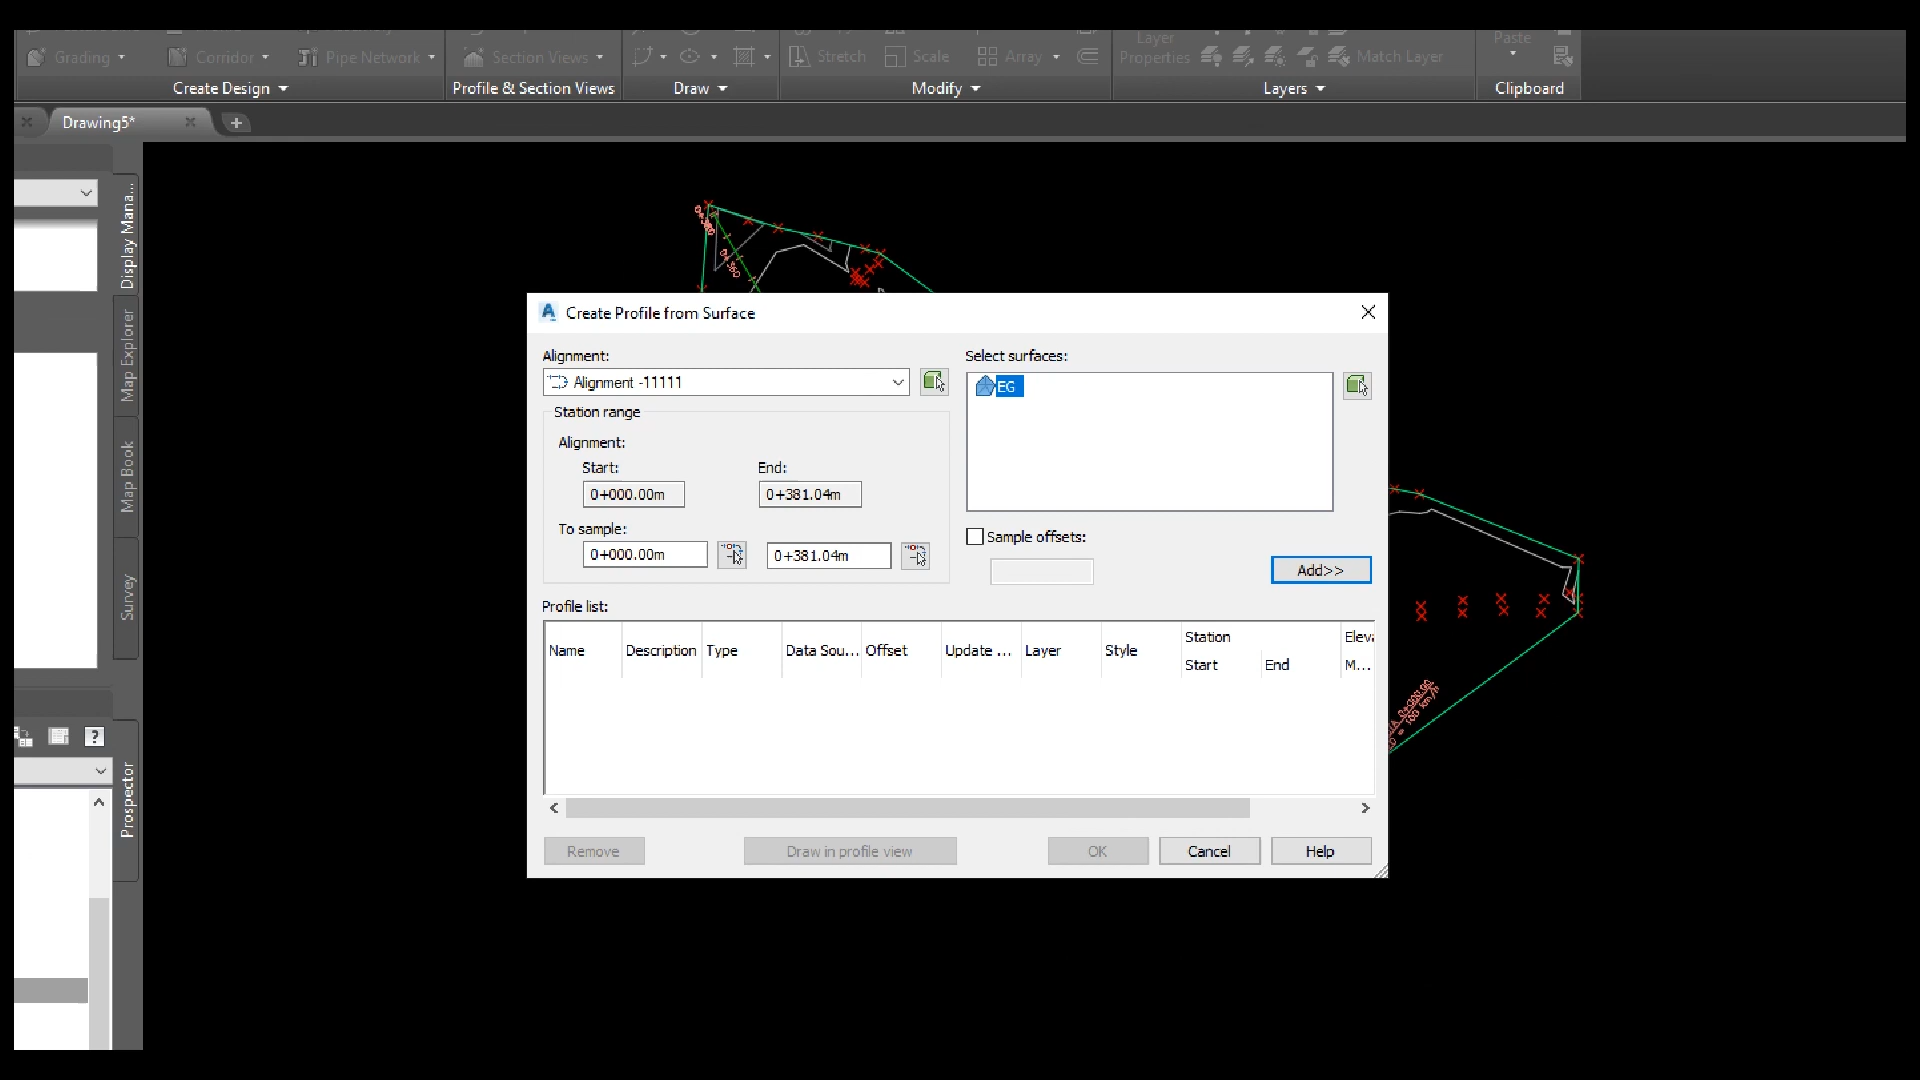 Grading
Corridor
Pipe Network
Section Views
Stretch
Scale
Array
Layer
Properties
Match Layer
Paste
Create Design
Profile & Section Views
Draw
Modify
Layers
Clipboard
Drawing5*
Display Mana...
Map Explorer
Map Book
Survey
Prospector
Create Profile from Surface
Alignment:
Alignment -11111
Station range
Alignment:
Start:
End:
0+000.00m
0+381.04m
To sample:
0+000.00m
0+381.04m
Select surfaces:
EG
Sample offsets:
Add>>
Profile list:
Name
Description
Type
Data Sou...
Offset
Update ...
Layer
Style
Station
Start
End
Eleva
M...
Remove
Draw in profile view
OK
Cancel
Help